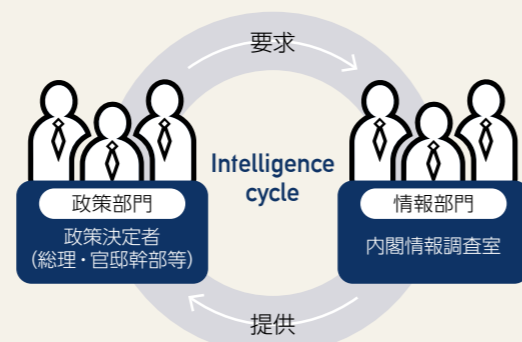 要求
Intelligence
cycle
政策部門
政策決定者
(総理・官邸幹部等)
情報部門
内閣情報調査室
提供